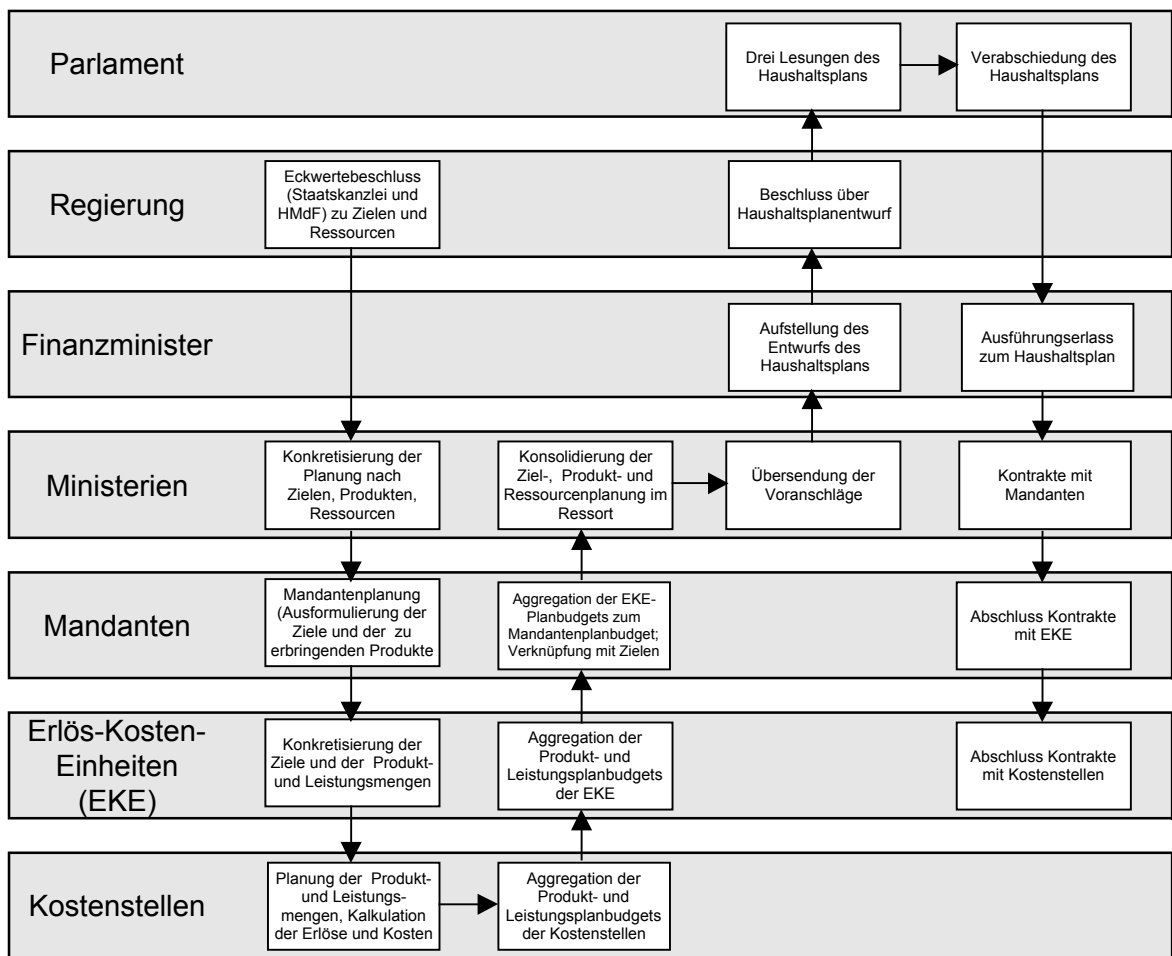 Parlament
Drei Lesungen des
Haushaltsplans
Verabschiedung des
Haushaltsplans
Regierung
Eckwertebeschluss
(Staatskanzlei und
HMdF) zu Zielen und
Ressourcen
Beschluss über
Haushaltsplanentwurf
Finanzminister
Aufstellung des
Entwurfs des
Haushaltsplans
Ausführungserlass
zum Haushaltsplan
Ministerien
Konkretisierung der
Planung nach
Zielen, Produkten,
Ressourcen
Konsolidierung der
Ziel-, Produkt- und
Ressourcenplanung im
Ressort
Übersendung der
Voranschläge
Kontrakte mit
Mandanten
Mandanten
Mandantenplanung
(Ausformulierung der
Ziele und der zu
erbringenden Produkte
Aggregation der EKE-
Planbudgets zum
Mandantenplanbudget;
Verknüpfung mit Zielen
Abschluss Kontrakte
mit EKE
Erlös-Kosten-
Einheiten
(EKE)
Konkretisierung der
Ziele und der Produkt-
und Leistungsmengen
Aggregation der
Produkt- und
Leistungsplanbudgets
der EKE
Abschluss Kontrakte
mit Kostenstellen
Kostenstellen
Planung der Produkt-
und Leistungs-
mengen, Kalkulation
der Erlöse und Kosten
Aggregation der
Produkt- und
Leistungsplanbudgets
der Kostenstellen